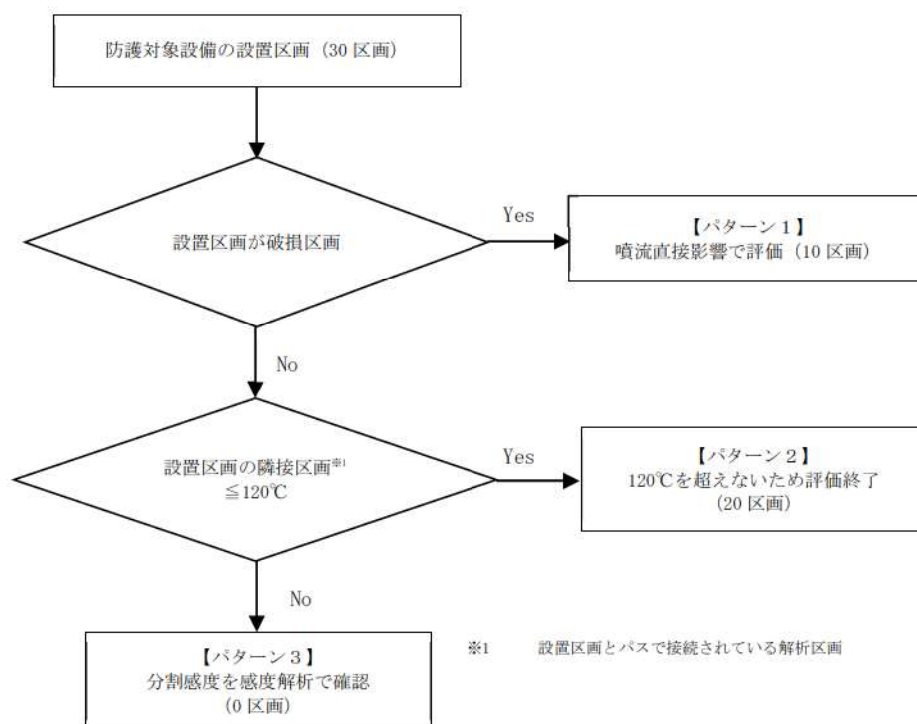 防護対象設備の設置区画（30 区画）
設置区画が破損区画
Yes
【パターン１】
噴流直接影響で評価（10 区画）
No
設置区画の隣接区画※1
≦120℃
Yes
【パターン２】
120℃を超えないため評価終了
（20 区画）
No
【パターン３】
分割感度を感度解析で確認
（0 区画）
※1 設置区画とパスで接続されている解析区画